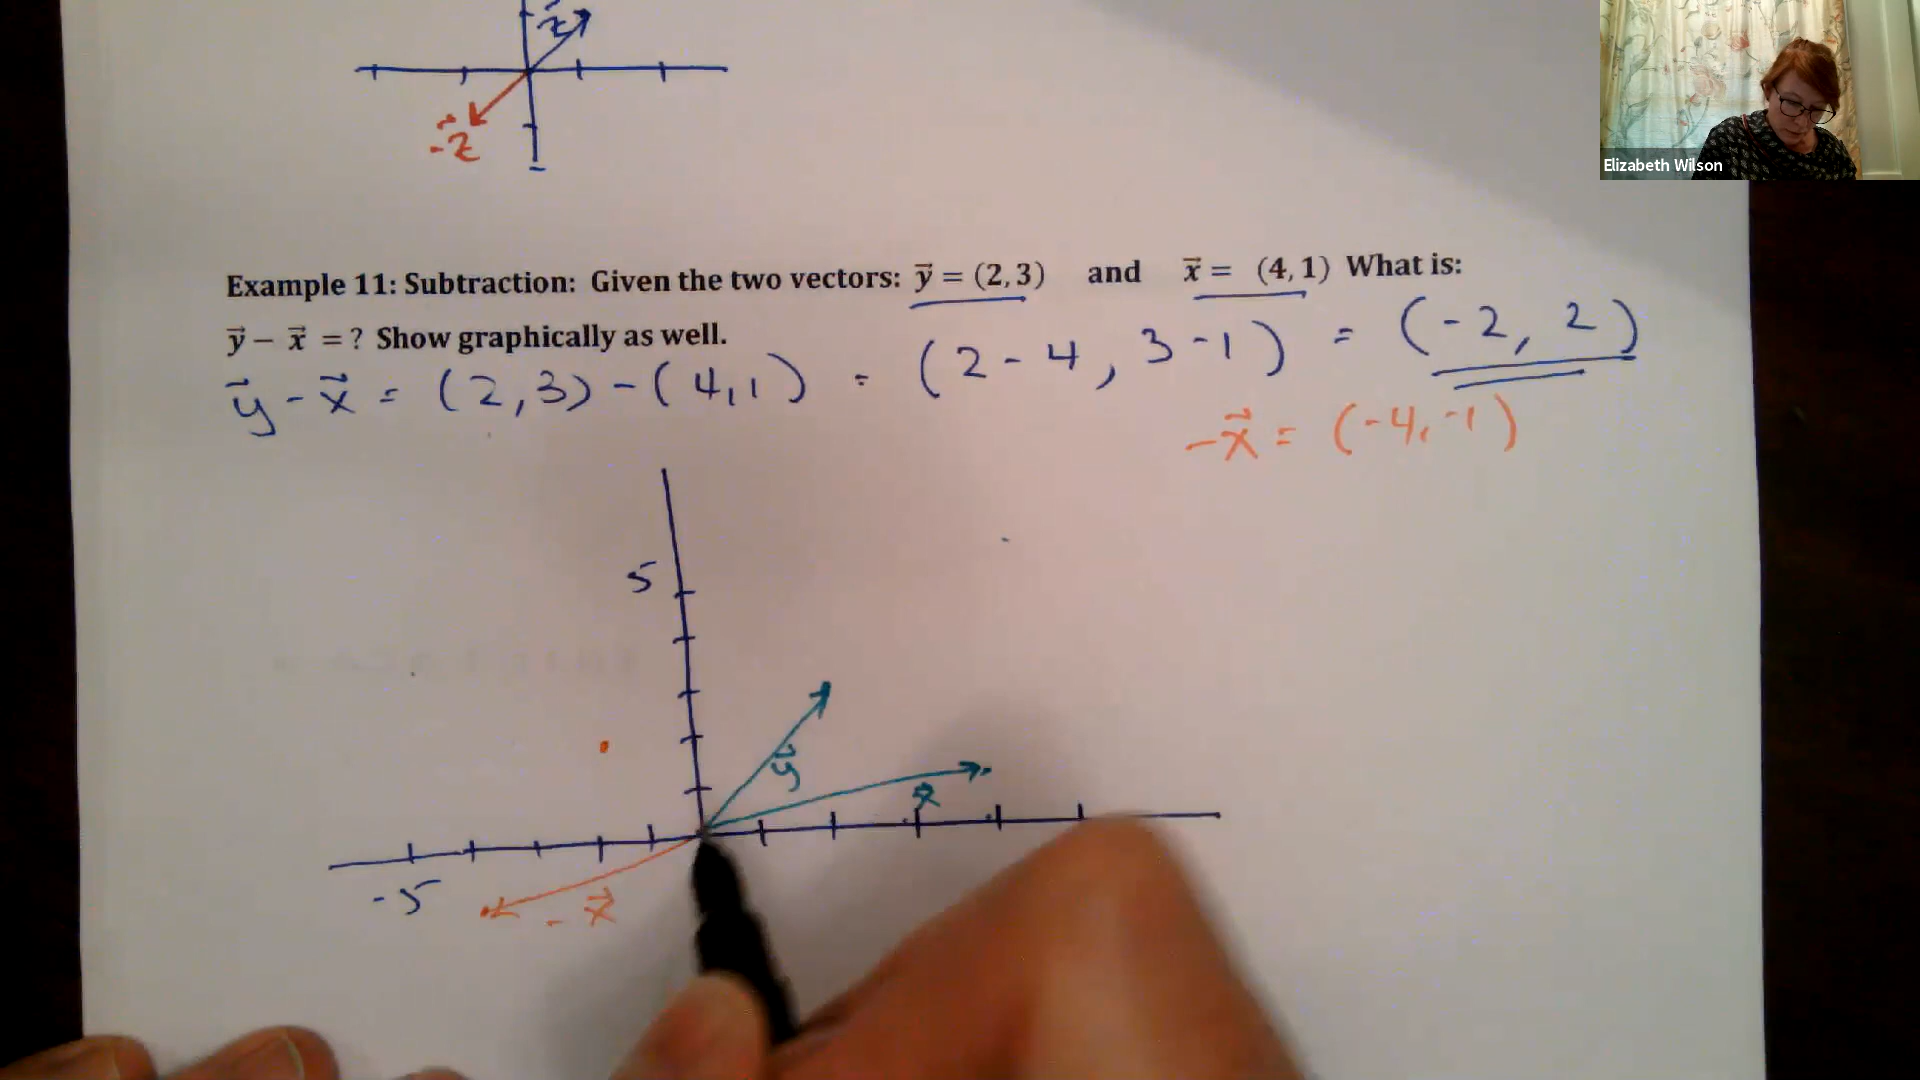 z⃗
-z⃗
Elizabeth Wilson
Example 11: Subtraction: Given the two vectors: y⃗ = (2,3) and x⃗ = (4,1) What is:
y⃗ − x⃗ = ? Show graphically as well.
y⃗ - x⃗ = (2,3) - (4,1) = (2-4, 3-1) = (-2, 2)
-x⃗ = (-4,-1)
5
y⃗
x⃗
-5
-x⃗